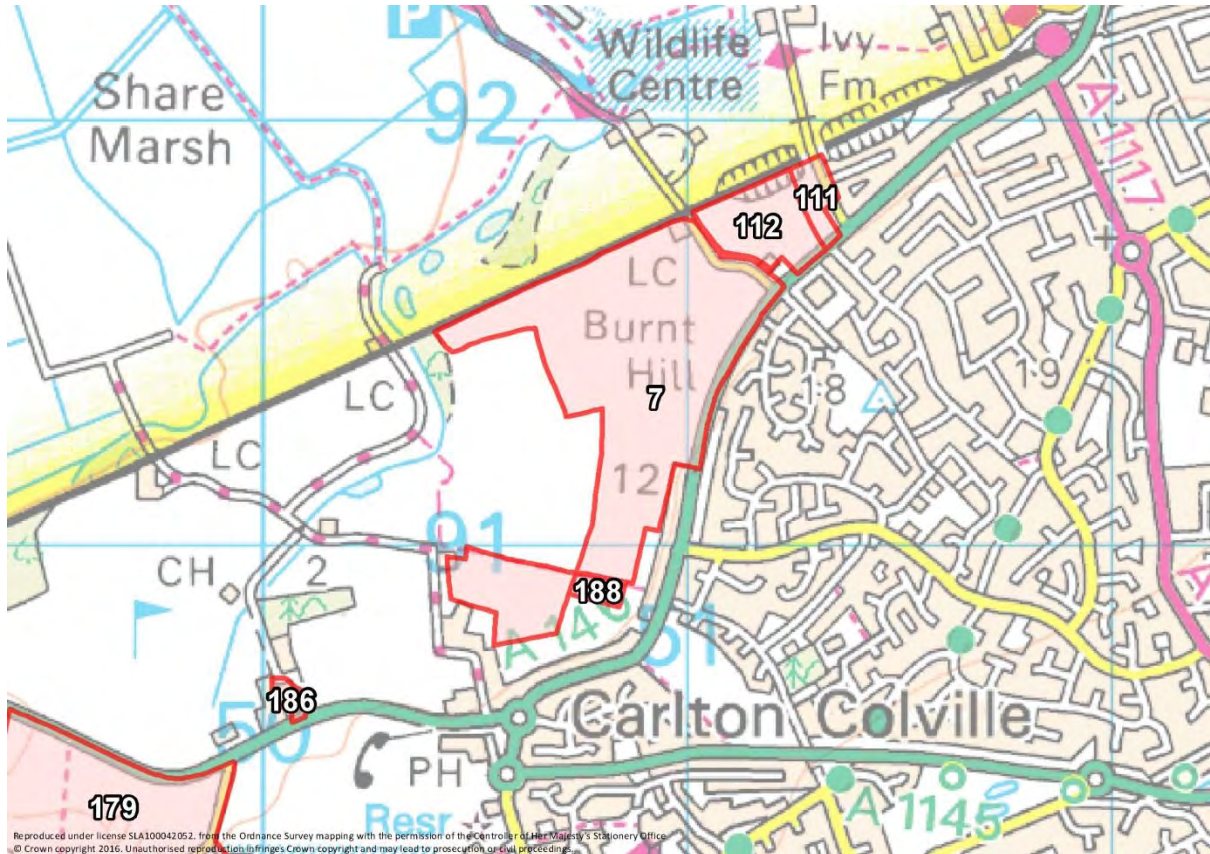 P
Wildlife
Centre
Ivy
Fm
Share
Marsh
92
A 1117
111
112
LC
Burnt
Hill
7
18
19
LC
LC
12
91
CH
2
188
A 146
51
186
50
Carlton Colville
PH
179
Resr
A 1145
Reproduced under license SLA100042052. from the Ordnance Survey mapping with the permission of the Controller of Her Majesty's Stationery Office
© Crown copyright 2016. Unauthorised reproduction infringes Crown copyright and may lead to prosecution or civil proceedings.